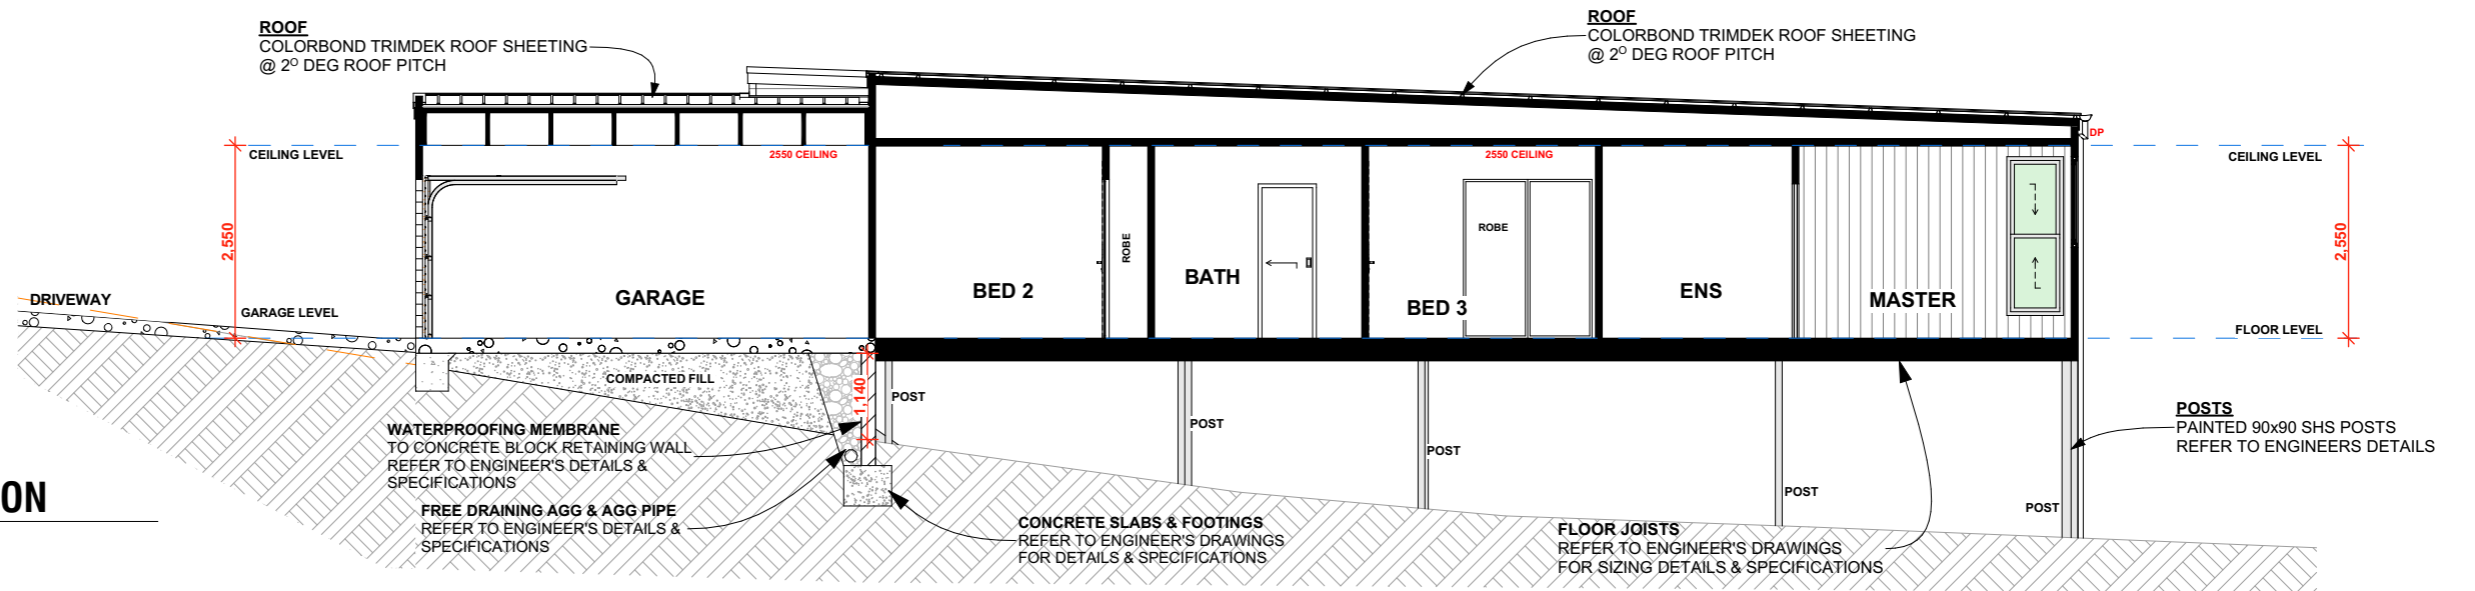 ROOF
COLORBOND TRIMDEK ROOF SHEETING
@ 2° DEG ROOF PITCH
ROOF
COLORBOND TRIMDEK ROOF SHEETING
@ 2° DEG ROOF PITCH
DP
CEILING LEVEL
2550 CEILING
2550 CEILING
CEILING LEVEL
2,550
2,550
ROBE
ROBE
BATH
BED 2
ENS
GARAGE
BED 3
MASTER
DRIVEWAY
GARAGE LEVEL
FLOOR LEVEL
COMPACTED FILL
1,140
POST
POST
POST
POST
POST
POSTS
PAINTED 90x90 SHS POSTS
REFER TO ENGINEERS DETAILS
WATERPROOFING MEMBRANE
TO CONCRETE BLOCK RETAINING WALL
REFER TO ENGINEER'S DETAILS &
SPECIFICATIONS
ON
FREE DRAINING AGG & AGG PIPE
REFER TO ENGINEER'S DETAILS &
SPECIFICATIONS
CONCRETE SLABS & FOOTINGS
REFER TO ENGINEER'S DRAWINGS
FOR DETAILS & SPECIFICATIONS
FLOOR JOISTS
REFER TO ENGINEER'S DRAWINGS
FOR SIZING DETAILS & SPECIFICATIONS